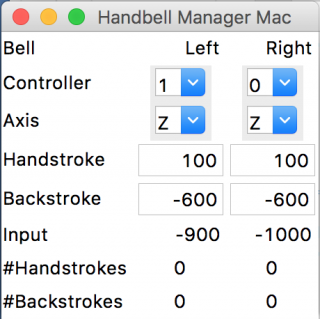 Handbell Manager Mac
Bell Left Right
Controller 1 0
Axis Z Z
Handstroke 100 100
Backstroke -600 -600
Input -900 -1000
#Handstrokes 0 0
#Backstrokes 0 0